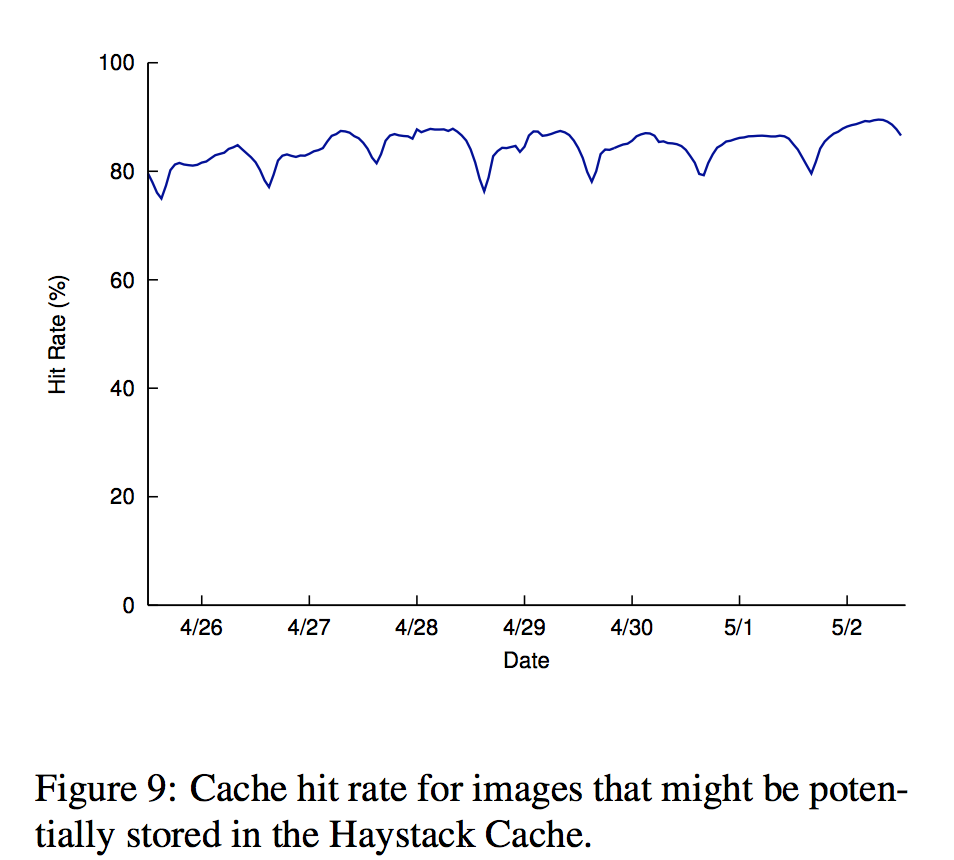 100
80
60
40
20
0
Hit Rate (%)
4/26 4/27 4/28 4/29 4/30 5/1 5/2
Date
Figure 9: Cache hit rate for images that might be poten-
tially stored in the Haystack Cache.